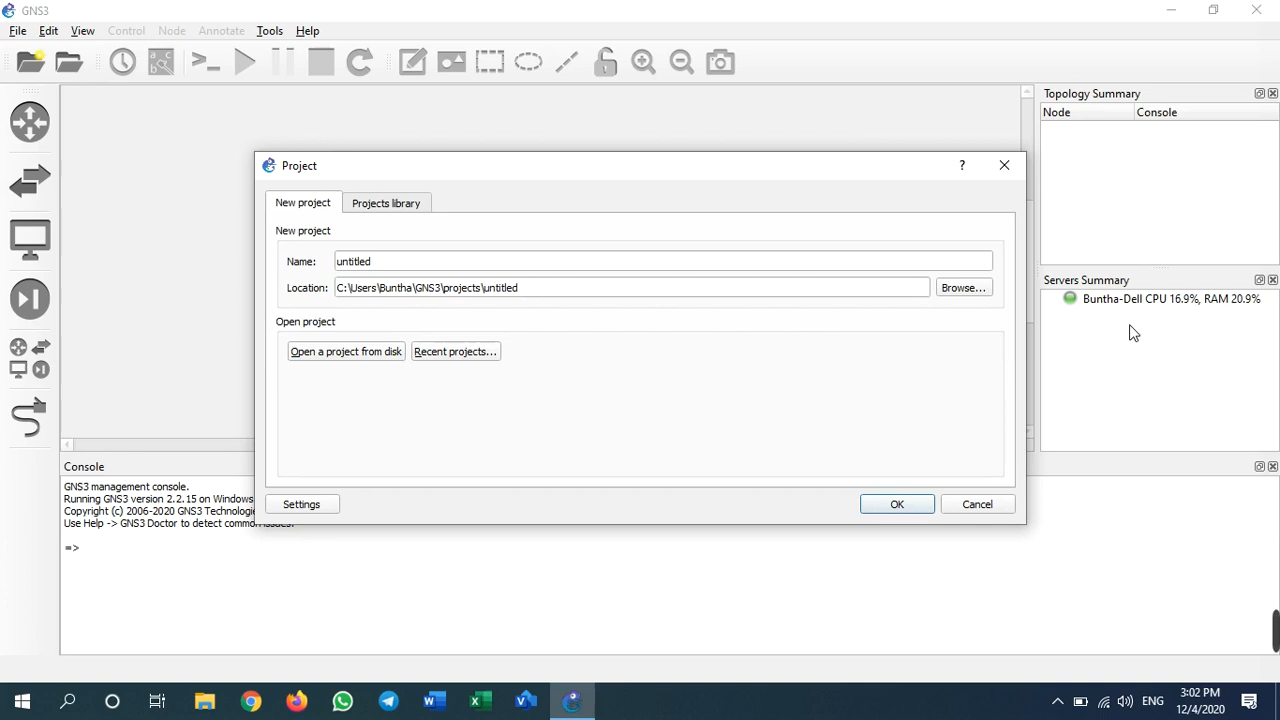 GNS3
File Edit View Control Node Annotate Tools Help
Topology Summary
Node Console
Project
New project Projects library
New project
Name: untitled
Location: C:\Users\Buntha\GNS3\projects\untitled Browse...
Open project
Open a project from disk Recent projects...
Settings OK Cancel
Servers Summary
Buntha-Dell CPU 16.9%, RAM 20.9%
Console
GNS3 management console.
Running GNS3 version 2.2.15 on Windows
Copyright (c) 2006-2020 GNS3
Use Help -> GNS3 Doctor to detect common issues.
=>
ENG
3:02 PM
12/4/2020